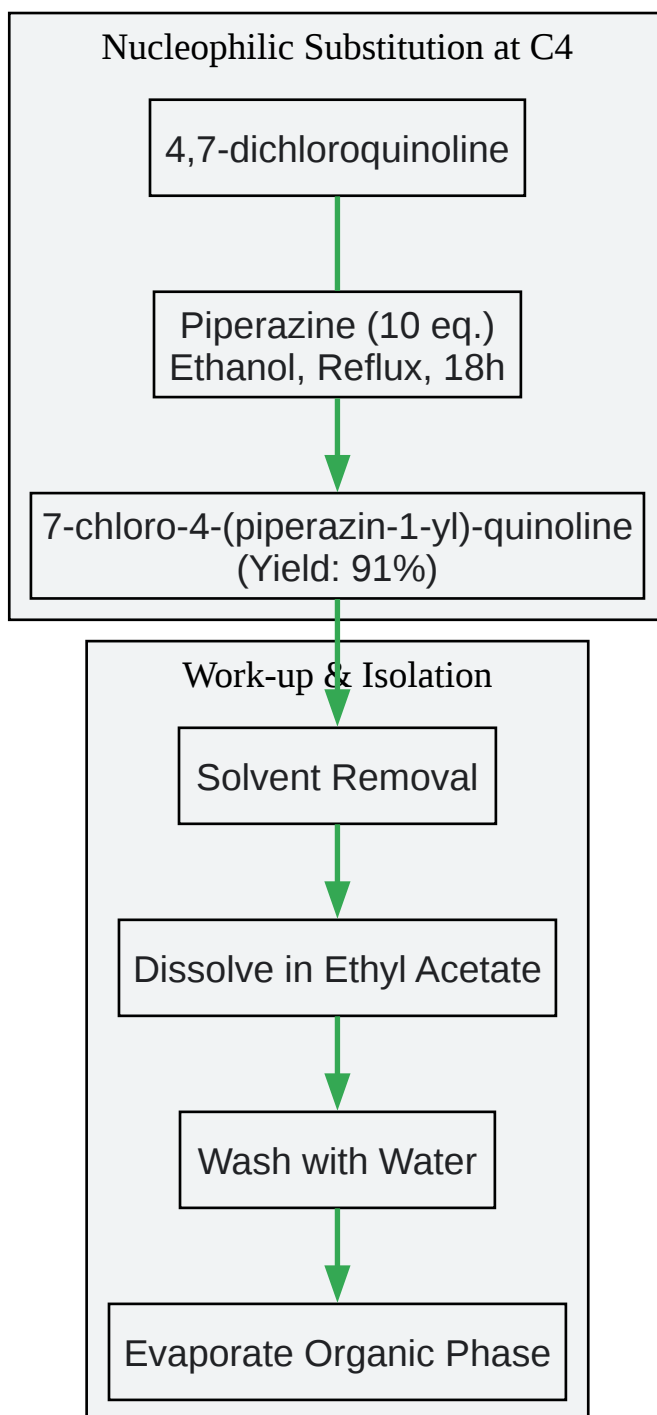 Nucleophilic Substitution at C4
4,7-dichloroquinoline
Piperazine (10 eq.)
Ethanol, Reflux, 18h
7-chloro-4-(piperazin-1-yl)-quinoline
(Yield: 91%)
Work-up & Isolation
Solvent Removal
Dissolve in Ethyl Acetate
Wash with Water
Evaporate Organic Phase